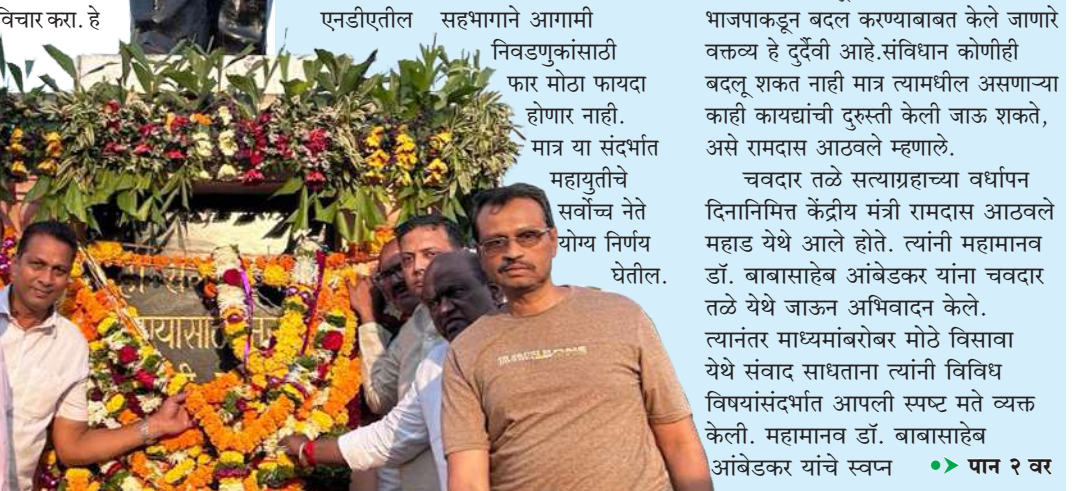 विचार करा. हे
एनडीएतील सहभागाने आगामी
निवडणुकांसाठी
फार मोठा फायदा
होणार नाही.
मात्र या संदर्भात
महायुतीचे
सर्वोच्च नेते
योग्य निर्णय
घेतील.
भाजपाकडून बदल करण्याबाबत केले जाणारे
वक्तव्य हे दुर्दैवी आहे.संविधान कोणीही
बदलू शकत नाही मात्र त्यामधील असणाऱ्या
काही कायद्यांची दुरुस्ती केली जाऊ शकते,
असे रामदास आठवले म्हणाले.
चवदार तळे सत्याग्रहाच्या वर्धापन
दिनानिमित्त केंद्रीय मंत्री रामदास आठवले
महाड येथे आले होते. त्यांनी महामानव
डॉ. बाबासाहेब आंबेडकर यांना चवदार
तळे येथे जाऊन अभिवादन केले.
त्यानंतर माध्यमांबरोबर मोठे विसावा
येथे संवाद साधताना त्यांनी विविध
विषयांसंदर्भात आपली स्पष्ट मते व्यक्त
केली. महामानव डॉ. बाबासाहेब
आंबेडकर यांचे स्वप्न पान २ वर